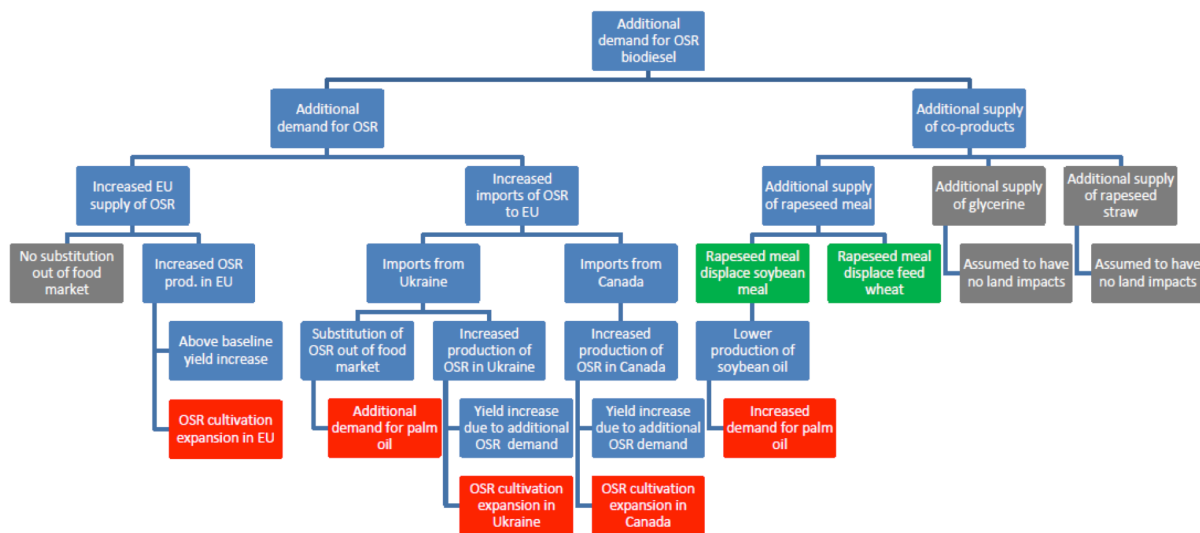 Additional
demand for OSR
biodiesel
Additional
demand for OSR
Additional supply
of co-products
Increased EU
supply of OSR
Increased
imports of OSR
to EU
Additional supply
of rapeseed meal
Additional supply
of glycerine
Additional supply
of rapeseed
straw
No substitution
out of food
market
Increased OSR
prod. in EU
Imports from
Ukraine
Imports from
Canada
Rapeseed meal
displace soybean
meal
Rapeseed meal
displace feed
wheat
Assumed to have
no land impacts
Assumed to have
no land impacts
Above baseline
yield increase
Substitution of
OSR out of food
market
Increased
production of
OSR in Ukraine
Increased
production of
OSR in Canada
Lower
production of
soybean oil
OSR cultivation
expansion in EU
Additional
demand for palm
oil
Yield increase
due to additional
OSR demand
Yield increase
due to additional
OSR demand
Increased
demand for palm
oil
OSR cultivation
expansion in
Ukraine
OSR cultivation
expansion in
Canada